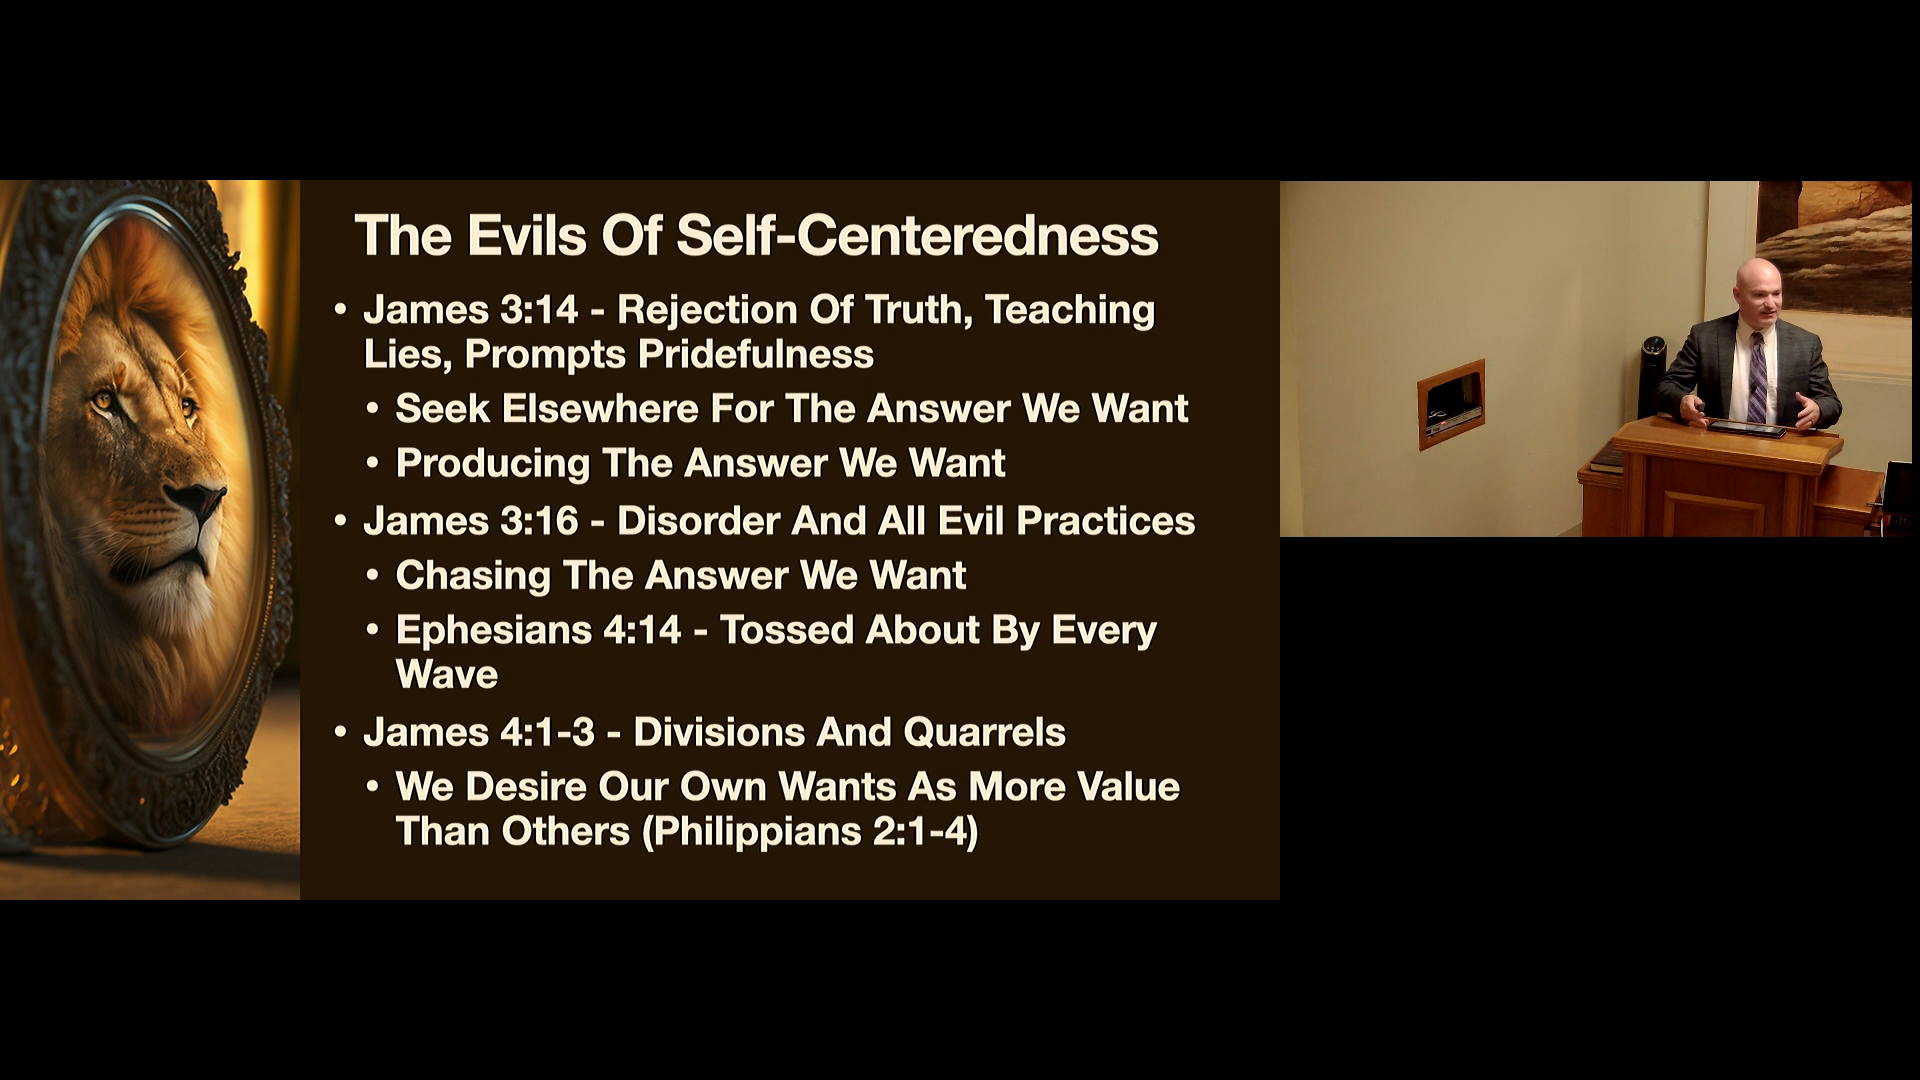 The Evils Of Self-Centeredness
• James 3:14 - Rejection Of Truth, Teaching
Lies, Prompts Pridefulness
• Seek Elsewhere For The Answer We Want
• Producing The Answer We Want
• James 3:16 - Disorder And All Evil Practices
• Chasing The Answer We Want
• Ephesians 4:14 - Tossed About By Every
Wave
• James 4:1-3 - Divisions And Quarrels
• We Desire Our Own Wants As More Value
Than Others (Philippians 2:1-4)